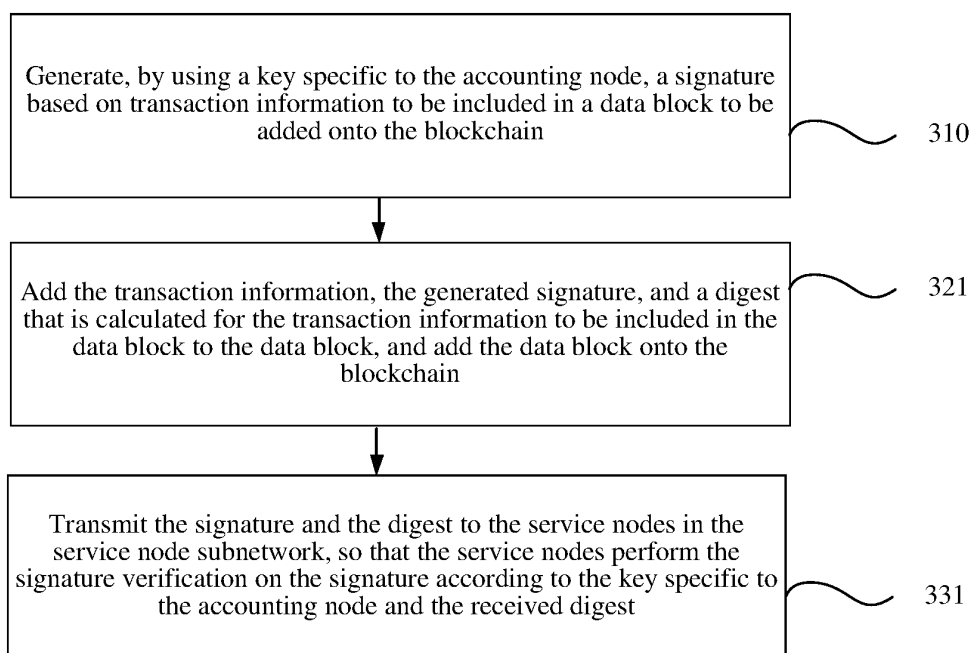 Generate, by using a key specific to the accounting node, a signature
based on transaction information to be included in a data block to be
added onto the blockchain
310
Add the transaction information, the generated signature, and a digest
that is calculated for the transaction information to be included in the
data block to the data block, and add the data block onto the
blockchain
321
Transmit the signature and the digest to the service nodes in the
service node subnetwork, so that the service nodes perform the
signature verification on the signature according to the key specific to
the accounting node and the received digest
331